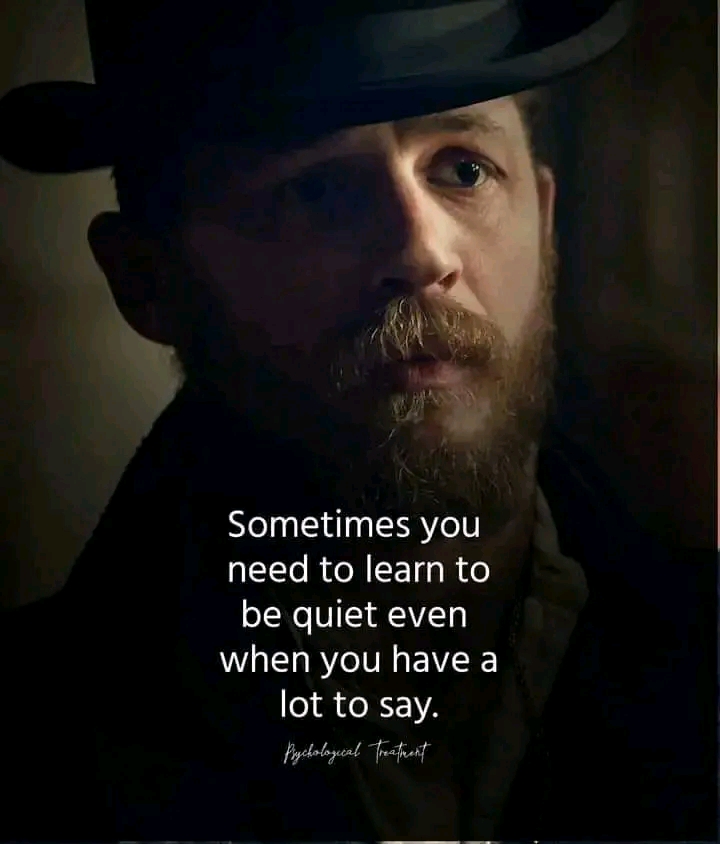 Sometimes you
need to learn to
be quiet even
when you have a
lot to say.
Psychological Treatment